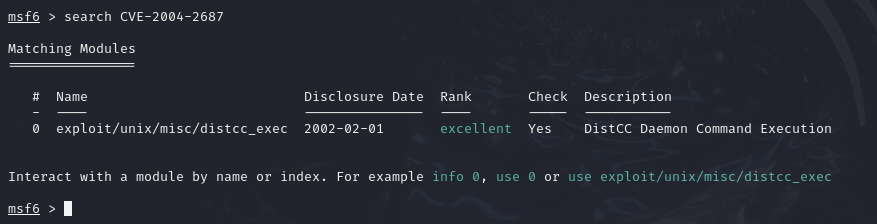 msf6 > search CVE-2004-2687
Matching Modules
================
# Name Disclosure Date Rank Check Description
- ---- --------------- ---- ----- -----------
0 exploit/unix/misc/distcc_exec 2002-02-01 excellent Yes DistCC Daemon Command Execution
Interact with a module by name or index. For example info 0, use 0 or use exploit/unix/misc/distcc_exec
msf6 >